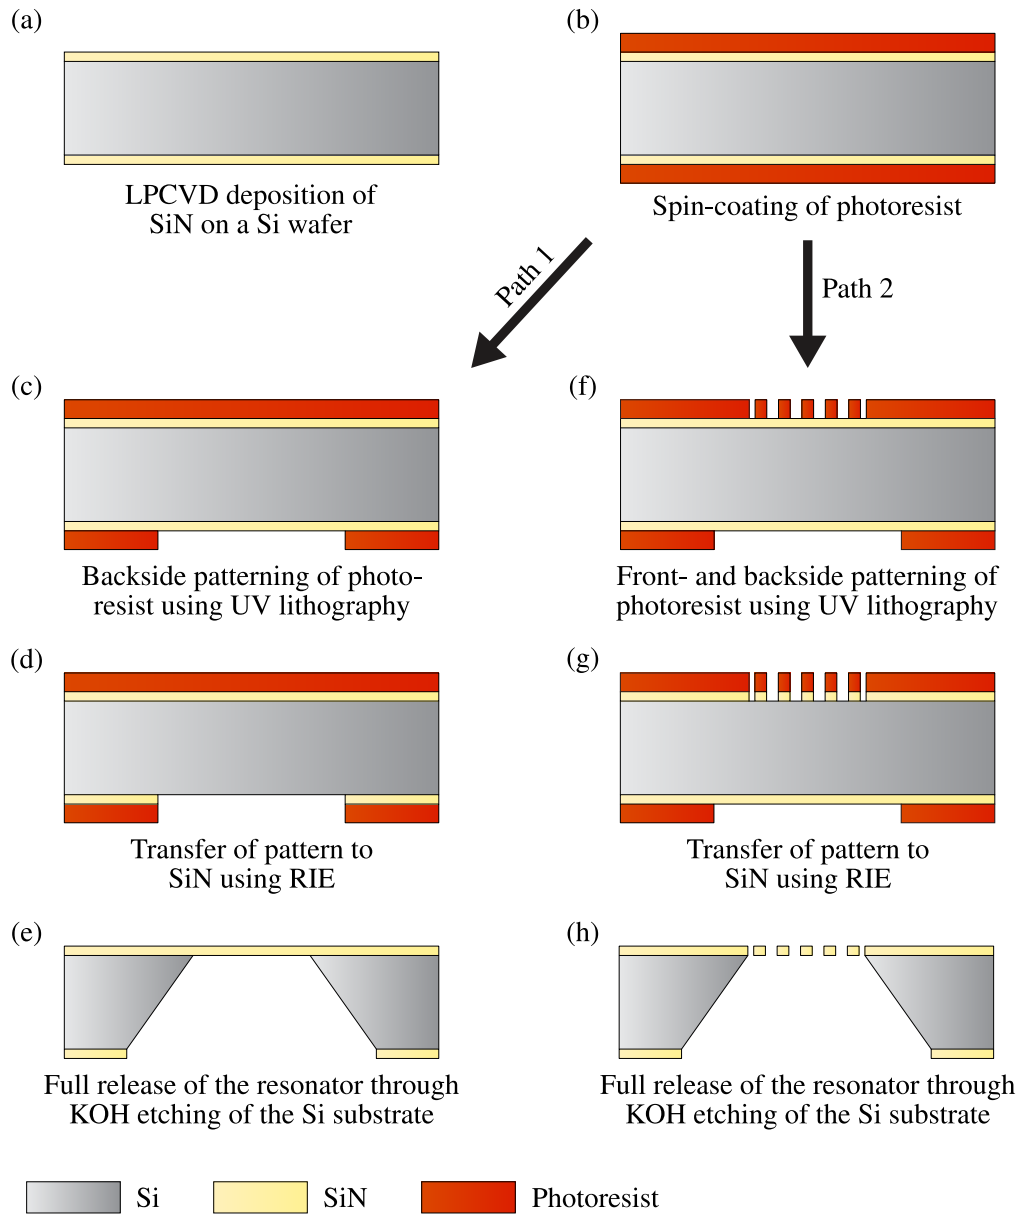 (a)
LPCVD deposition of
SiN on a Si wafer
(b)
Spin-coating of photoresist
Path 1
Path 2
(c)
Backside patterning of photo-
resist using UV lithography
(f)
Front- and backside patterning of
photoresist using UV lithography
(d)
Transfer of pattern to
SiN using RIE
(g)
Transfer of pattern to
SiN using RIE
(e)
Full release of the resonator through
KOH etching of the Si substrate
(h)
Full release of the resonator through
KOH etching of the Si substrate
Si
SiN
Photoresist